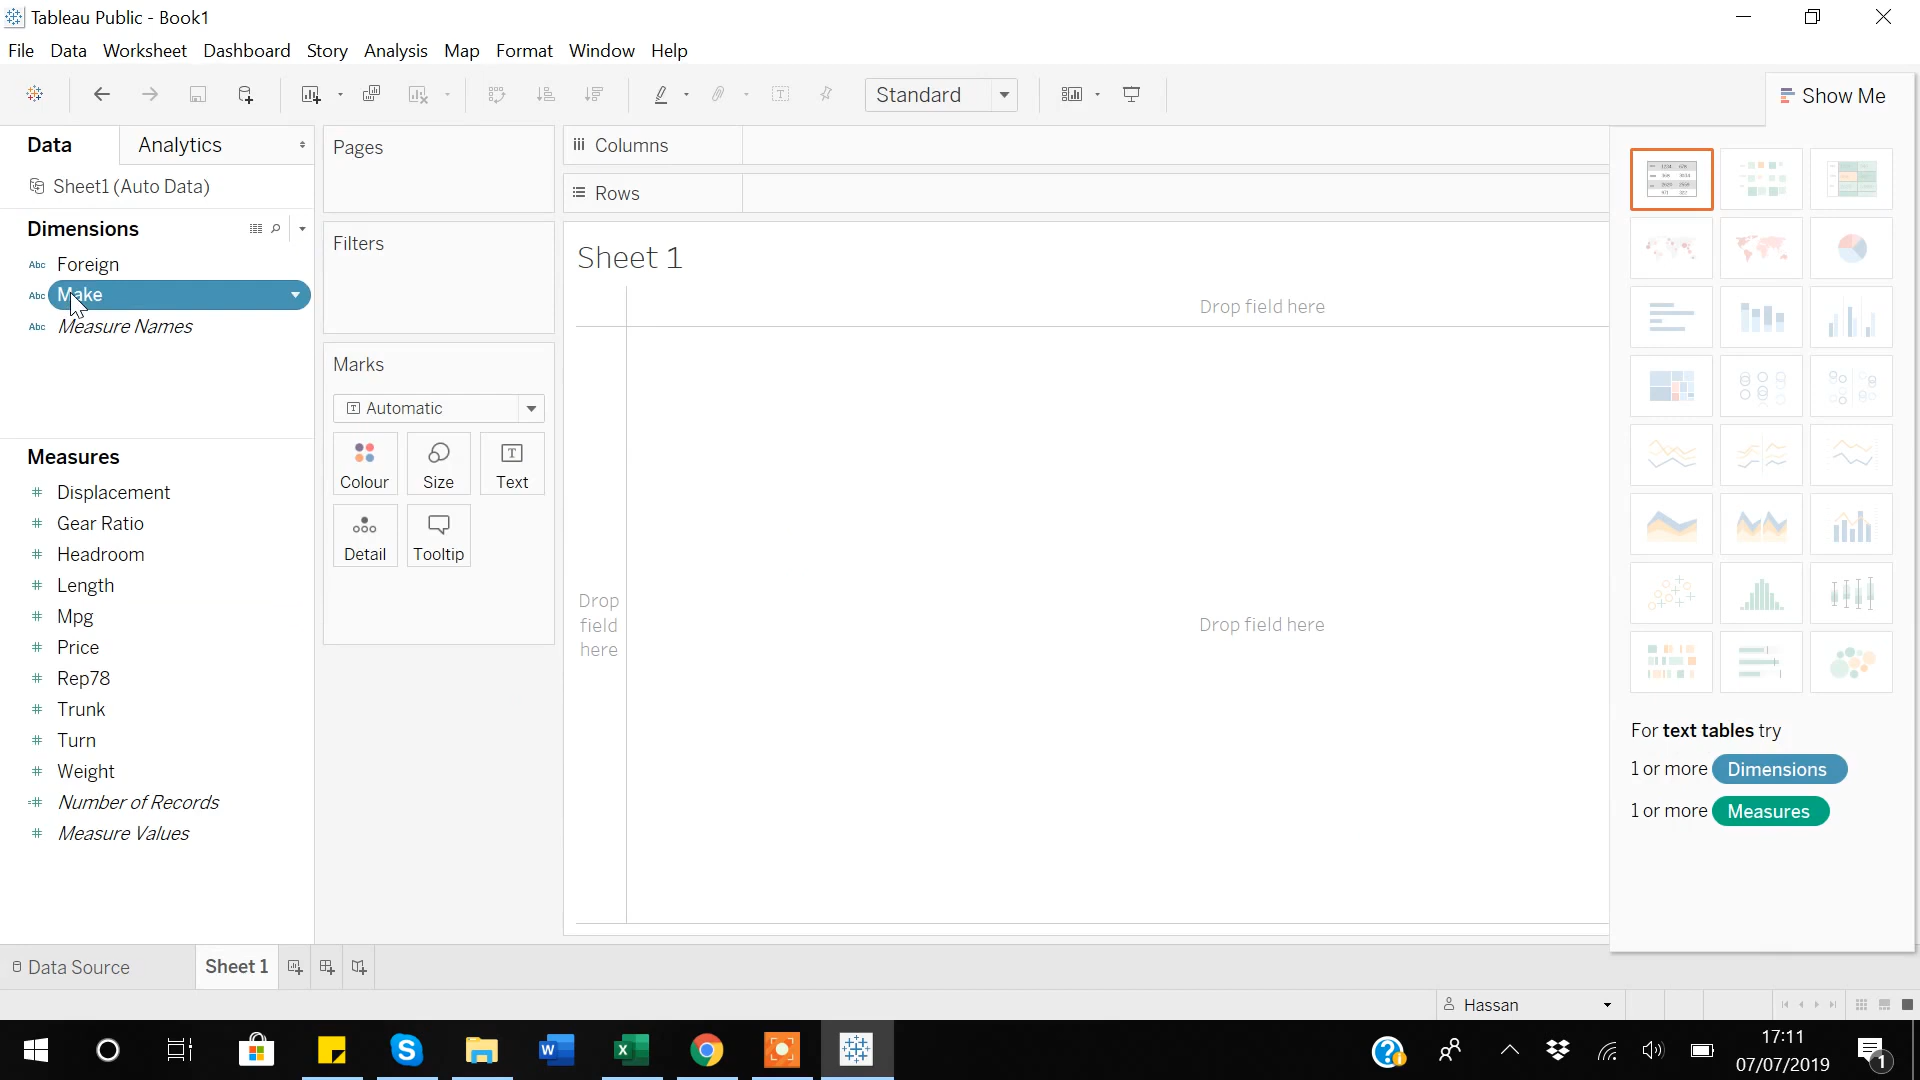 Tableau Public - Book1
File Data Worksheet Dashboard Story Analysis Map Format Window Help
Standard
Show Me
Data
Analytics
Sheet1 (Auto Data)
Dimensions
Abc Foreign
Abc Make
Abc Measure Names
Measures
# Displacement
# Gear Ratio
# Headroom
# Length
# Mpg
# Price
# Rep78
# Trunk
# Turn
# Weight
=# Number of Records
# Measure Values
Pages
Filters
Marks
Automatic
Colour
Size
Text
Detail
Tooltip
Columns
Rows
Sheet 1
Drop field here
Drop
field
here
Drop field here
For text tables try
1 or more Dimensions
1 or more Measures
Data Source
Sheet 1
Hassan
17:11
07/07/2019
1